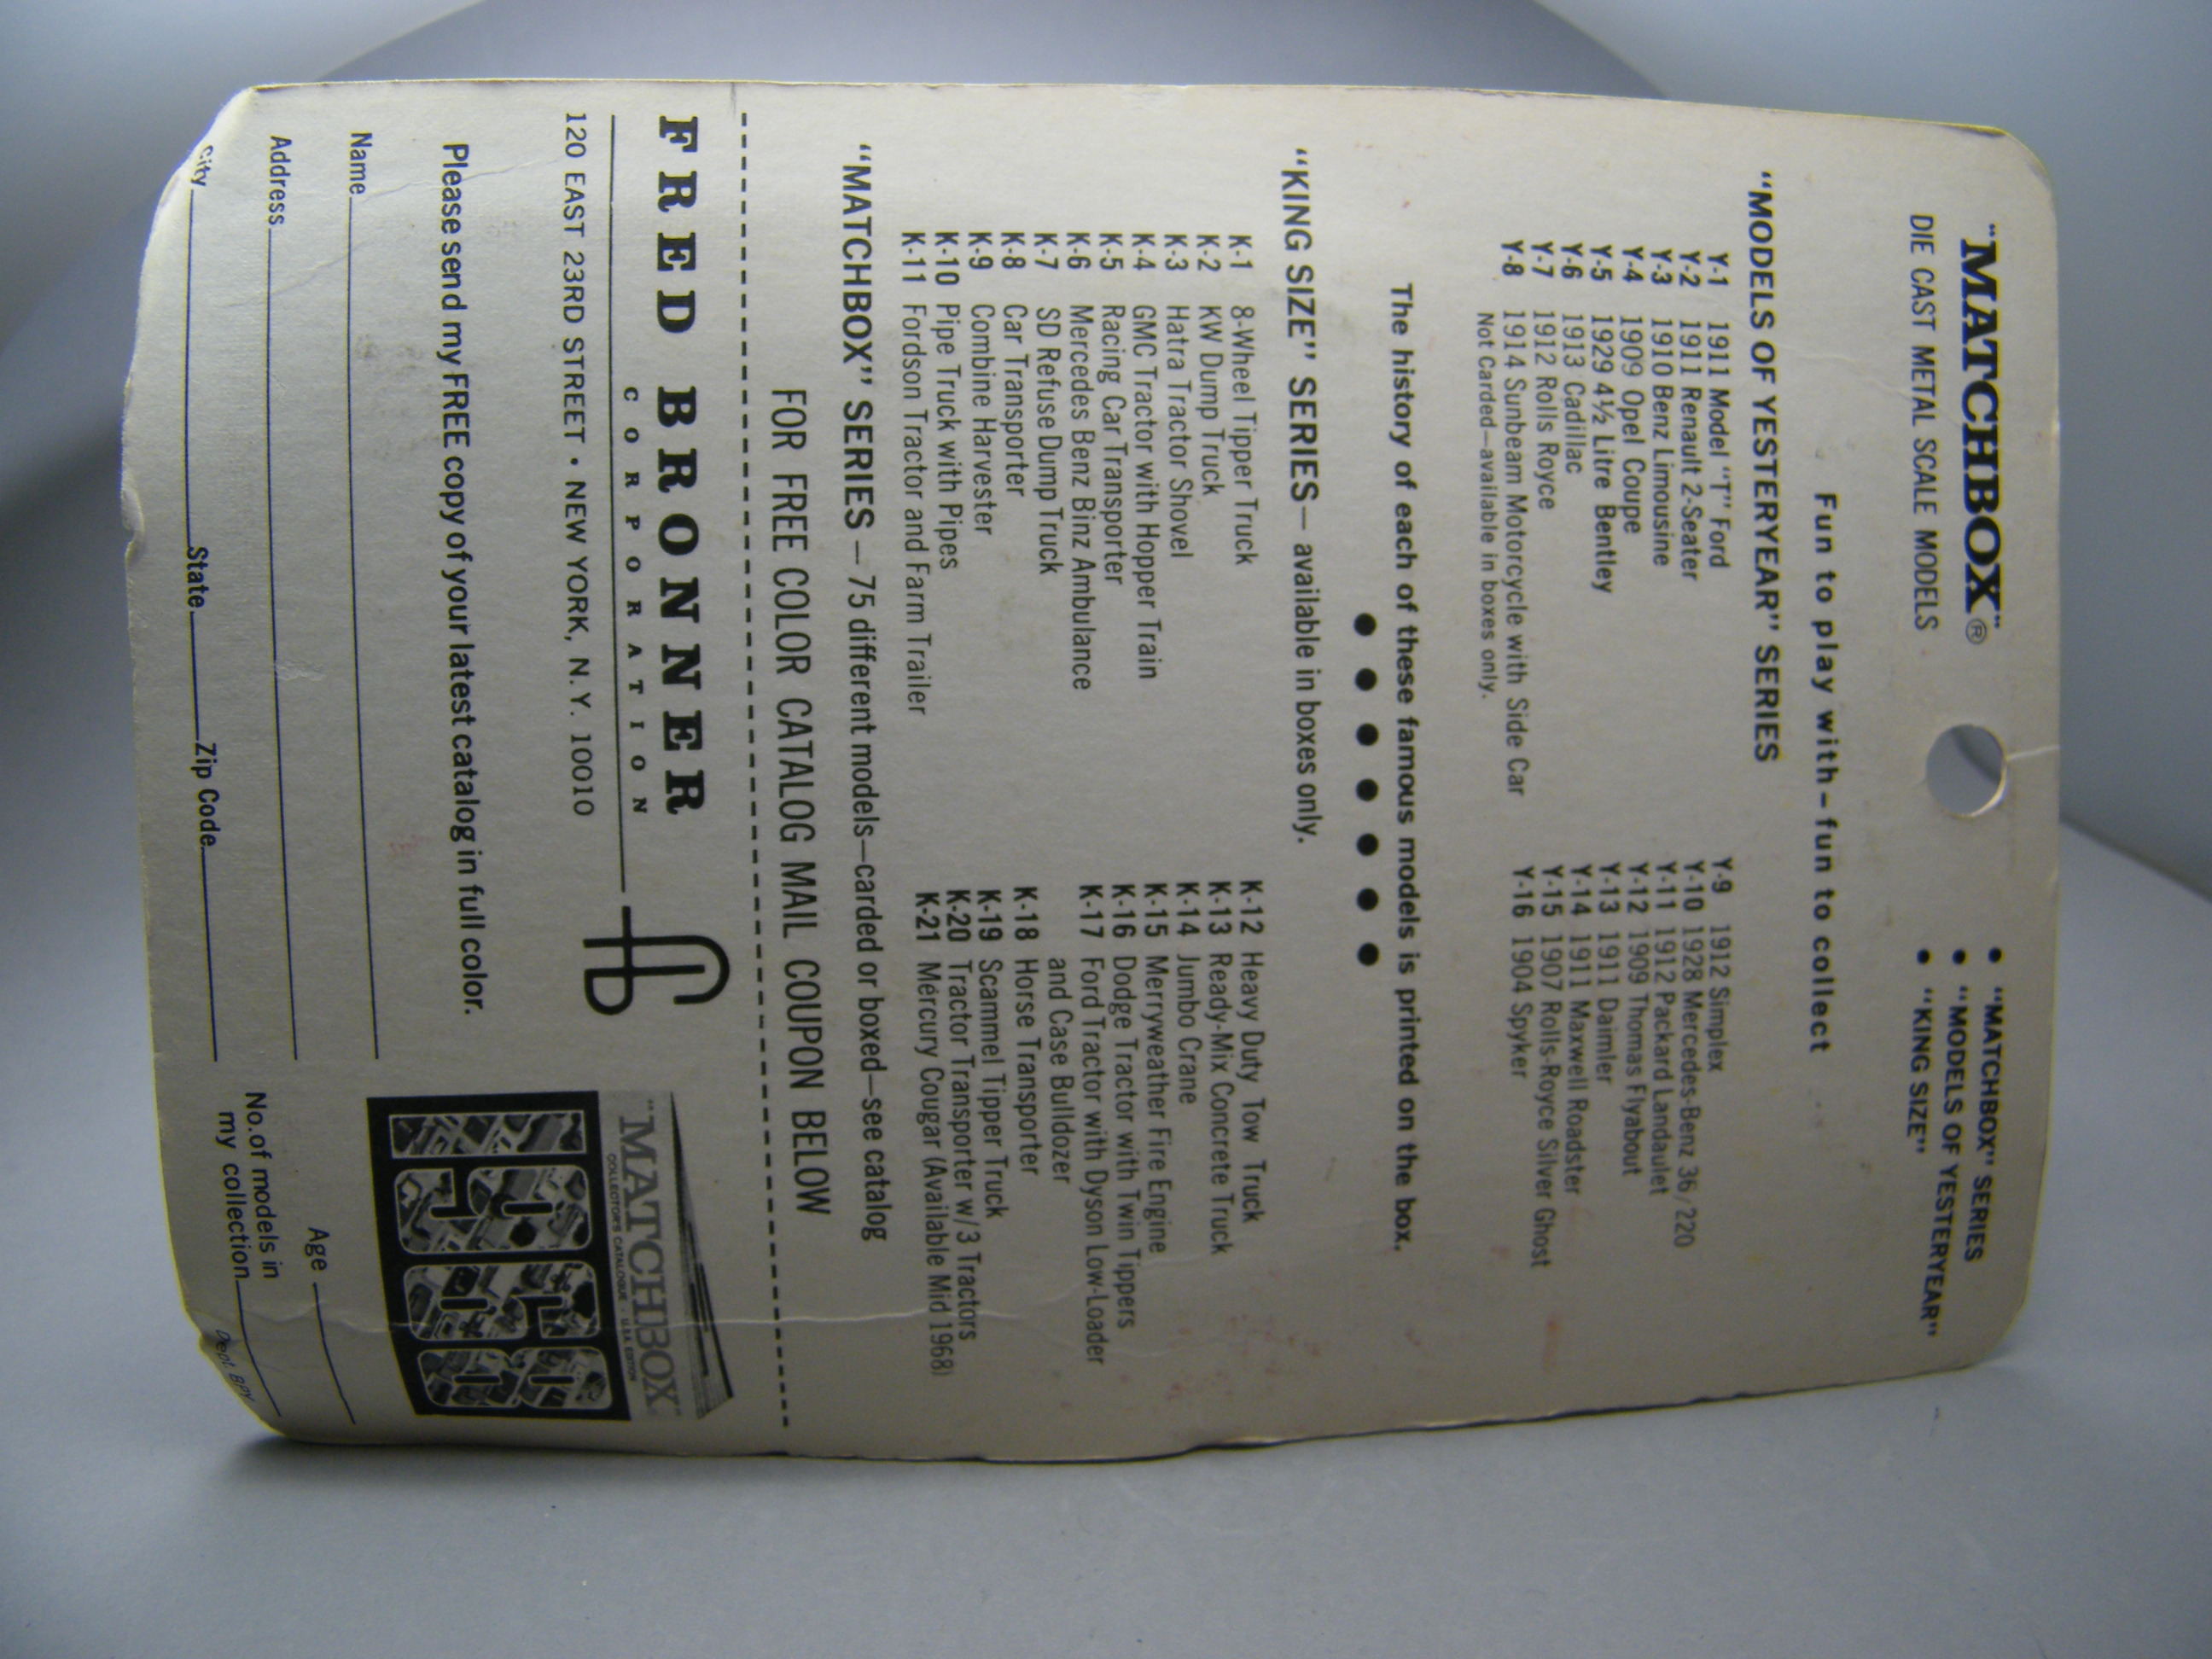 "MATCHBOX"®
DIE CAST METAL SCALE MODELS
• "MATCHBOX" SERIES
• "MODELS OF YESTERYEAR"
• "KING SIZE"
Fun to play with—fun to collect
"MODELS OF YESTERYEAR" SERIES
Y-1 1911 Model "T" Ford
Y-2 1911 Renault 2-Seater
Y-3 1910 Benz Limousine
Y-4 1909 Opel Coupe
Y-5 1929 4½ Litre Bentley
Y-6 1913 Cadillac
Y-7 1912 Rolls Royce
Y-8 1914 Sunbeam Motorcycle with Side Car
Not Carded—available in boxes only.
Y-9 1912 Simplex
Y-10 1928 Mercedes-Benz 36/220
Y-11 1912 Packard Landaulet
Y-12 1909 Thomas Flyabout
Y-13 1911 Daimler
Y-14 1911 Maxwell Roadster
Y-15 1907 Rolls-Royce Silver Ghost
Y-16 1904 Spyker
The history of each of these famous models is printed on the box.
• • • • • • •
"KING SIZE" SERIES— available in boxes only.
K-1 8-Wheel Tipper Truck
K-2 KW Dump Truck
K-3 Hatra Tractor Shovel
K-4 GMC Tractor with Hopper Train
K-5 Racing Car Transporter
K-6 Mercedes Benz Binz Ambulance
K-7 SD Refuse Dump Truck
K-8 Car Transporter
K-9 Combine Harvester
K-10 Pipe Truck with Pipes
K-11 Fordson Tractor and Farm Trailer
K-12 Heavy Duty Tow Truck
K-13 Ready-Mix Concrete Truck
K-14 Jumbo Crane
K-15 Merryweather Fire Engine
K-16 Dodge Tractor with Twin Tippers
K-17 Ford Tractor with Dyson Low-Loader
and Case Bulldozer
K-18 Horse Transporter
K-19 Scammel Tipper Truck
K-20 Tractor Transporter w/3 Tractors
K-21 Mercury Cougar (Available Mid 1968)
"MATCHBOX" SERIES—75 different models—carded or boxed—see catalog
FOR FREE COLOR CATALOG MAIL COUPON BELOW
FRED BRONNER
CORPORATION
fb
120 EAST 23RD STREET • NEW YORK, N. Y. 10010
"MATCHBOX"
COLLECTOR'S CATALOGUE · U.S.A. EDITION
Please send my FREE copy of your latest catalog in full color.
Name
Address
Age
City State Zip Code
No. of models in
my collection
Dept. BPY